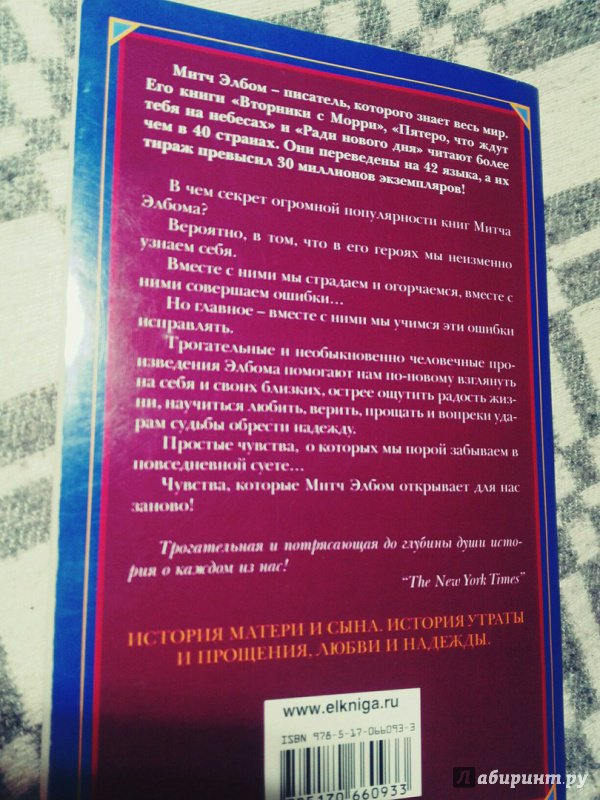 Митч Элбом – писатель, которого знает весь мир.
Его книги «Вторники с Морри», «Пятеро, что ждут
тебя на небесах» и «Ради нового дня» читают более
чем в 40 странах. Они переведены на 42 языка, а их
тираж превысил 30 миллионов экземпляров!
В чем секрет огромной популярности книг Митча
Элбома?
Вероятно, в том, что в его героях мы неизменно
узнаем себя.
Вместе с ними мы страдаем и огорчаемся, вместе с
ними совершаем ошибки...
Но главное – вместе с ними мы учимся эти ошибки
исправлять.
Трогательные и необыкновенно человечные про-
изведения Элбома помогают нам по-новому взглянуть
на себя и своих близких, острее ощутить радость жиз-
ни, научиться любить, верить, прощать и вопреки уда-
рам судьбы обрести надежду.
Простые чувства, о которых мы порой забываем в
повседневной суете...
Чувства, которые Митч Элбом открывает для нас
заново!
Трогательная и потрясающая до глубины души исто-
рия о каждом из нас!
"The New York Times"
ИСТОРИЯ МАТЕРИ И СЫНА. ИСТОРИЯ УТРАТЫ
И ПРОЩЕНИЯ, ЛЮБВИ И НАДЕЖДЫ.
www.elkniga.ru
ISBN 978-5-17-066093-3
785170 660933
Лабиринт.ру